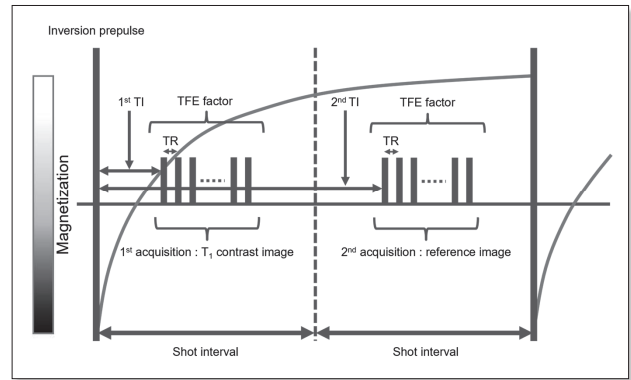 Inversion prepulse
1st TI
TFE factor
2nd TI
TFE factor
TR
TR
Magnetization
1st acquisition : T1 contrast image
2nd acquisition : reference image
Shot interval
Shot interval